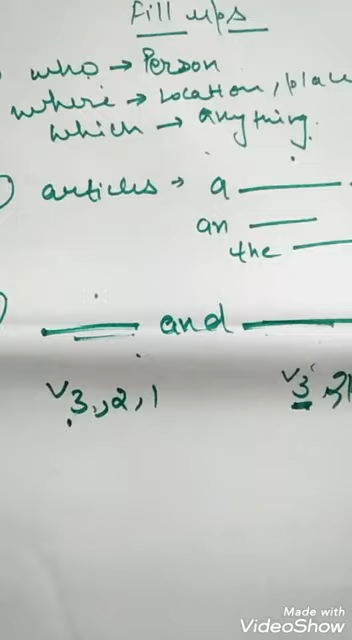 Fill ups
who → Person
where → Location, place
which → anything.
articles → a
an
the
and
V3, 2, 1
V3
Made with
VideoShow